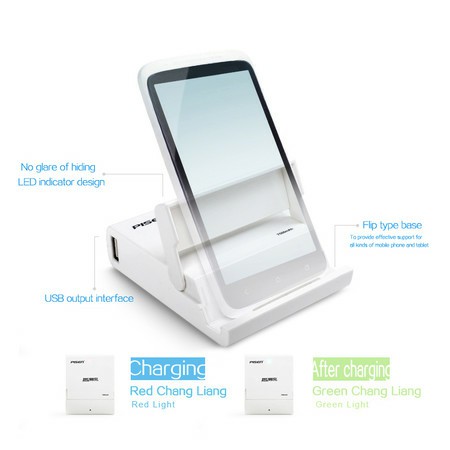 No glare of hiding
LED indicator design
Flip type base
To provide effective support for
all kinds of mobile phone and tablet
USB output interface
Charging
Red Chang Liang
Red Light
After charging
Green Chang Liang
Green Light
PISEN
PISEN